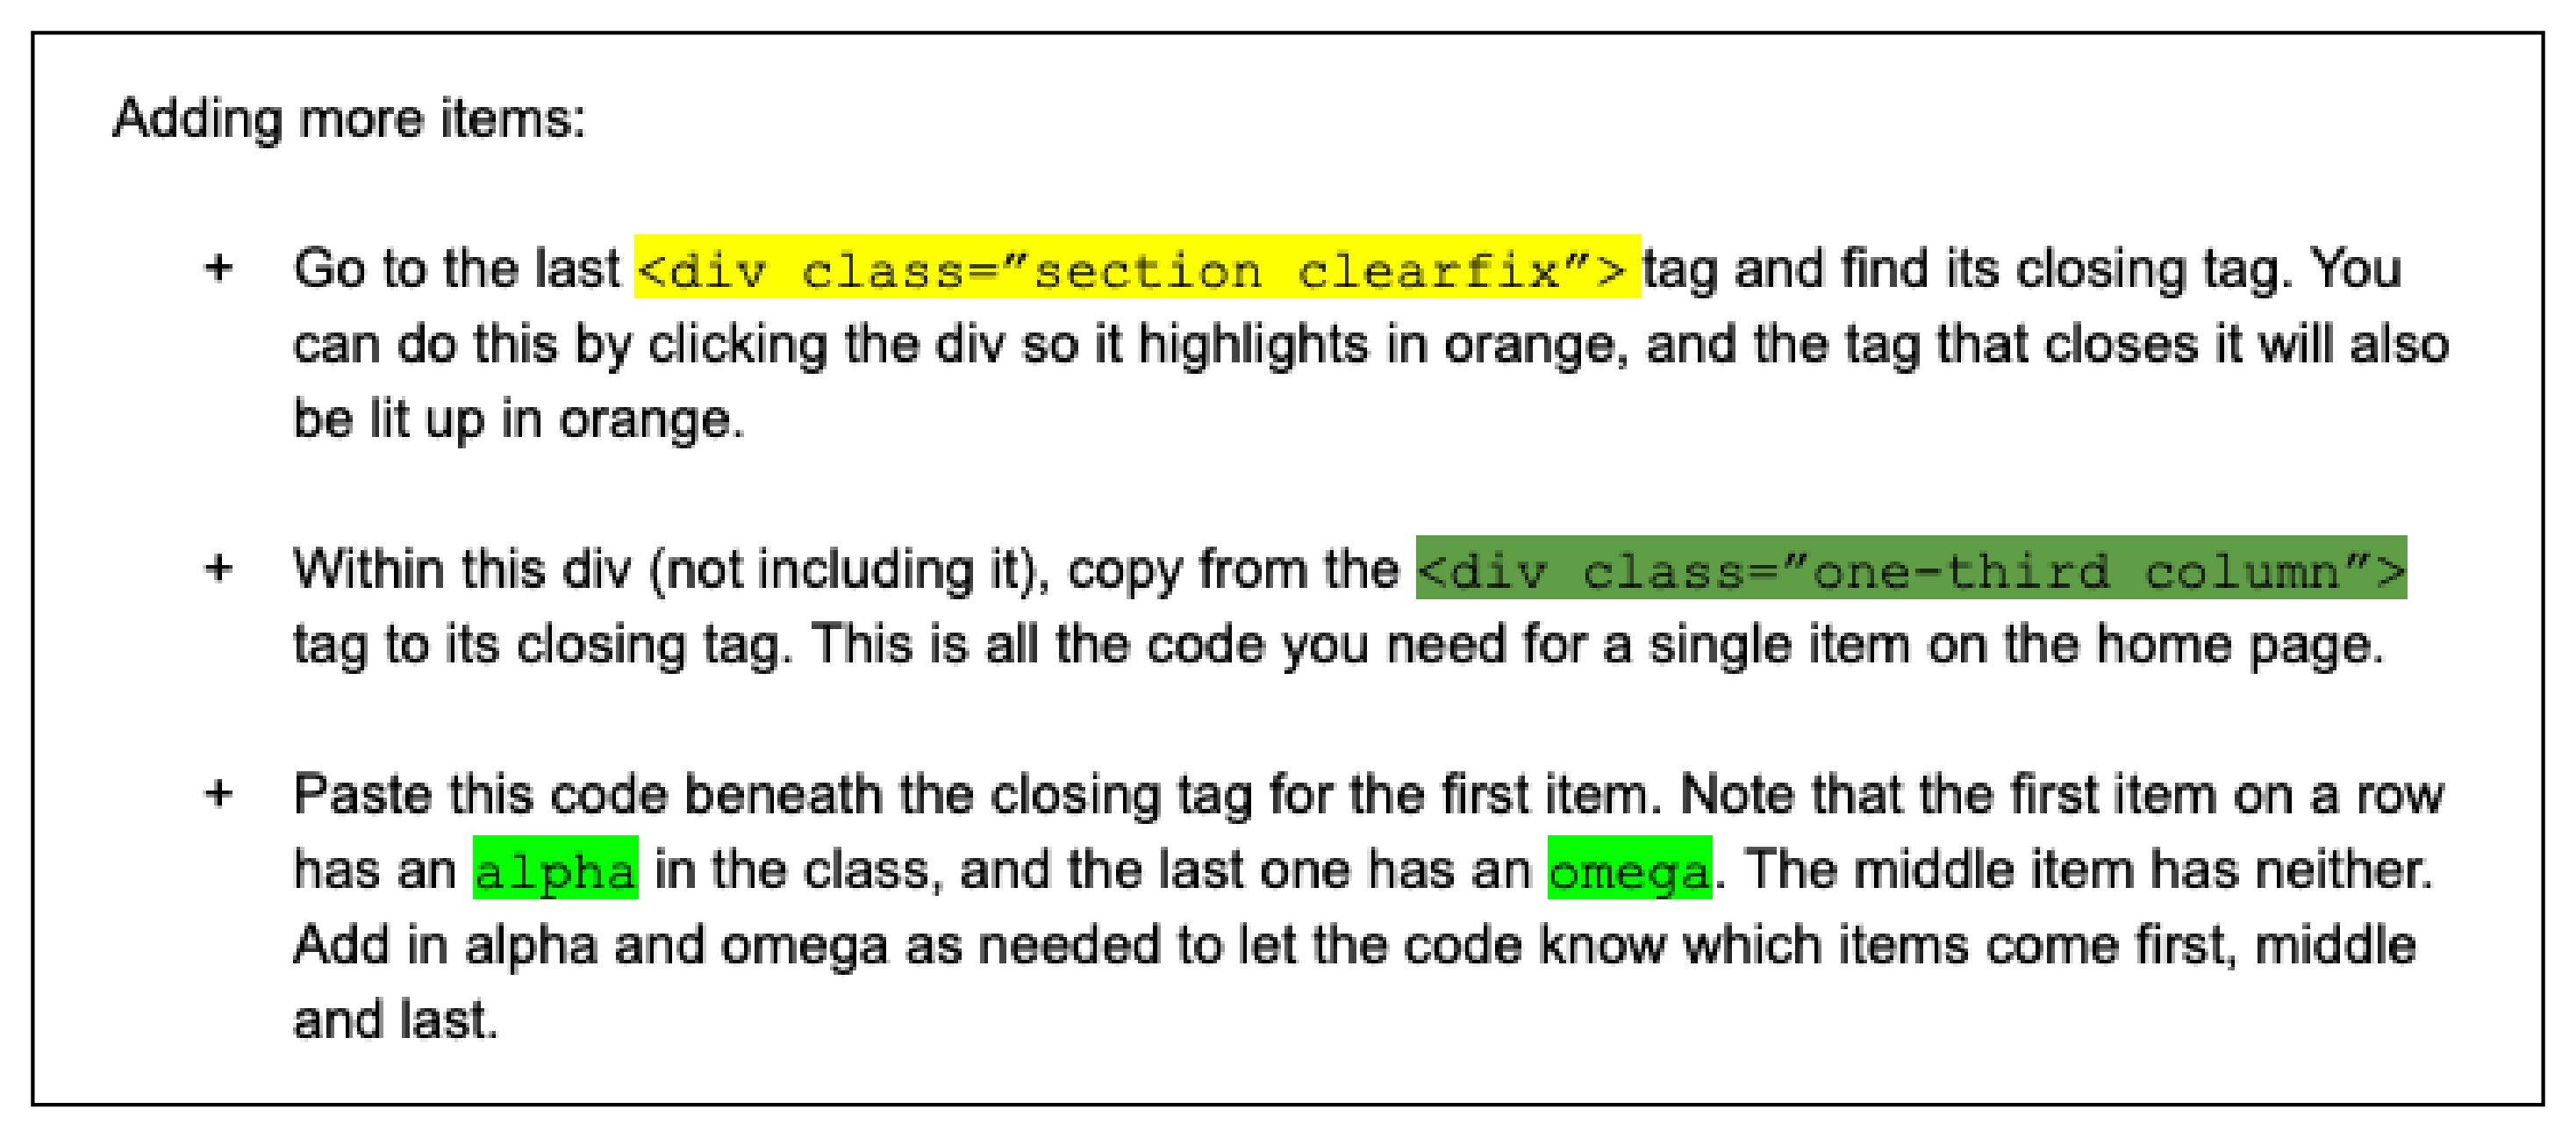 Adding more items:
+ Go to the last <div class="section clearfix"> tag and find its closing tag. You
can do this by clicking the div so it highlights in orange, and the tag that closes it will also
be lit up in orange.
+ Within this div (not including it), copy from the <div class="one-third column">
tag to its closing tag. This is all the code you need for a single item on the home page.
+ Paste this code beneath the closing tag for the first item. Note that the first item on a row
has an alpha in the class, and the last one has an omega. The middle item has neither.
Add in alpha and omega as needed to let the code know which items come first, middle
and last.